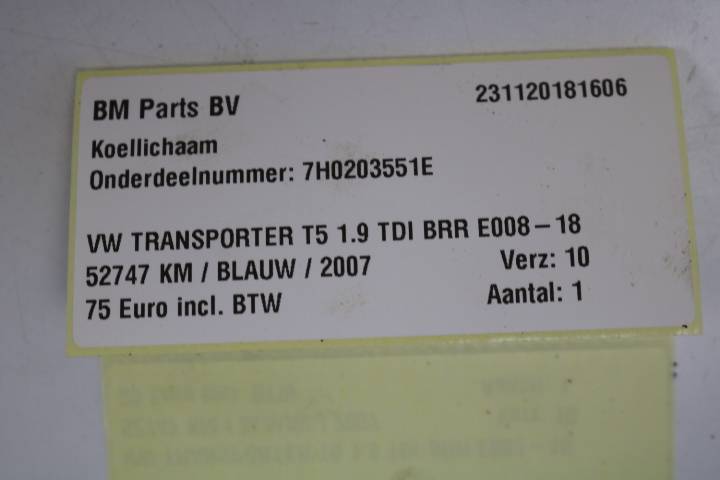 BM Parts BV 231120181606
Koellichaam
Onderdeelnummer: 7H0203551E
VW TRANSPORTER T5 1.9 TDI BRR E008-18
52747 KM / BLAUW / 2007 Verz: 10
75 Euro incl. BTW Aantal: 1